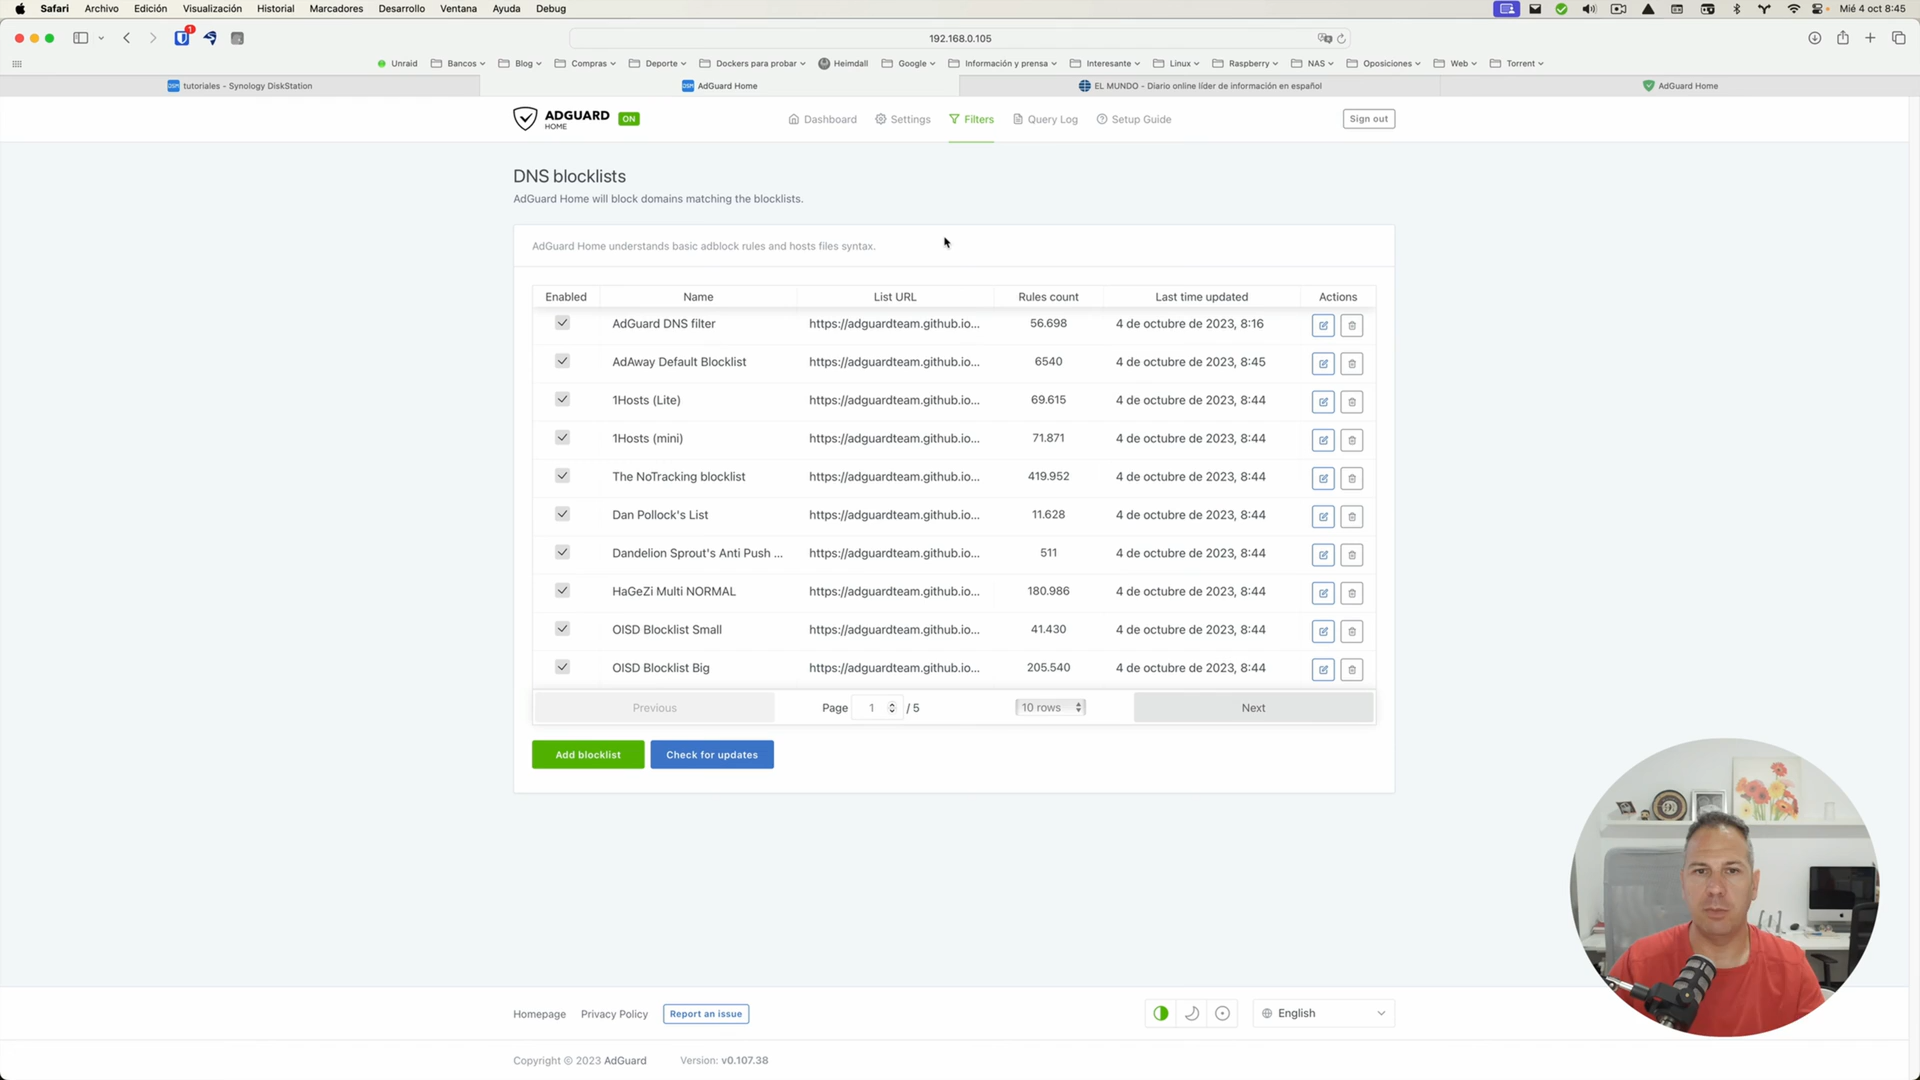 Safari Archivo Edición Visualización Historial Marcadores Desarrollo Ventana Ayuda Debug Mié 4 oct 8:45
1 192.168.0.105
Unraid Bancos Blog Compras Deporte Dockers para probar Heimdall Google Información y prensa Interesante Linux Raspberry NAS Oposiciones Web Torrent
DSM tutoriales - Synology DiskStation DSM AdGuard Home EL MUNDO - Diario online líder de información en español AdGuard Home
ADGUARD
HOME
ON
Dashboard Settings Filters Query Log Setup Guide Sign out
DNS blocklists
AdGuard Home will block domains matching the blocklists.
AdGuard Home understands basic adblock rules and hosts files syntax.
Enabled Name List URL Rules count Last time updated Actions
AdGuard DNS filter https://adguardteam.github.io... 56.698 4 de octubre de 2023, 8:16
AdAway Default Blocklist https://adguardteam.github.io... 6540 4 de octubre de 2023, 8:45
1Hosts (Lite) https://adguardteam.github.io... 69.615 4 de octubre de 2023, 8:44
1Hosts (mini) https://adguardteam.github.io... 71.871 4 de octubre de 2023, 8:44
The NoTracking blocklist https://adguardteam.github.io... 419.952 4 de octubre de 2023, 8:44
Dan Pollock's List https://adguardteam.github.io... 11.628 4 de octubre de 2023, 8:44
Dandelion Sprout's Anti Push ... https://adguardteam.github.io... 511 4 de octubre de 2023, 8:44
HaGeZi Multi NORMAL https://adguardteam.github.io... 180.986 4 de octubre de 2023, 8:44
OISD Blocklist Small https://adguardteam.github.io... 41.430 4 de octubre de 2023, 8:44
OISD Blocklist Big https://adguardteam.github.io... 205.540 4 de octubre de 2023, 8:44
Previous Page 1 / 5 10 rows Next
Add blocklist Check for updates
Homepage Privacy Policy Report an issue English
Copyright © 2023 AdGuard Version: v0.107.38